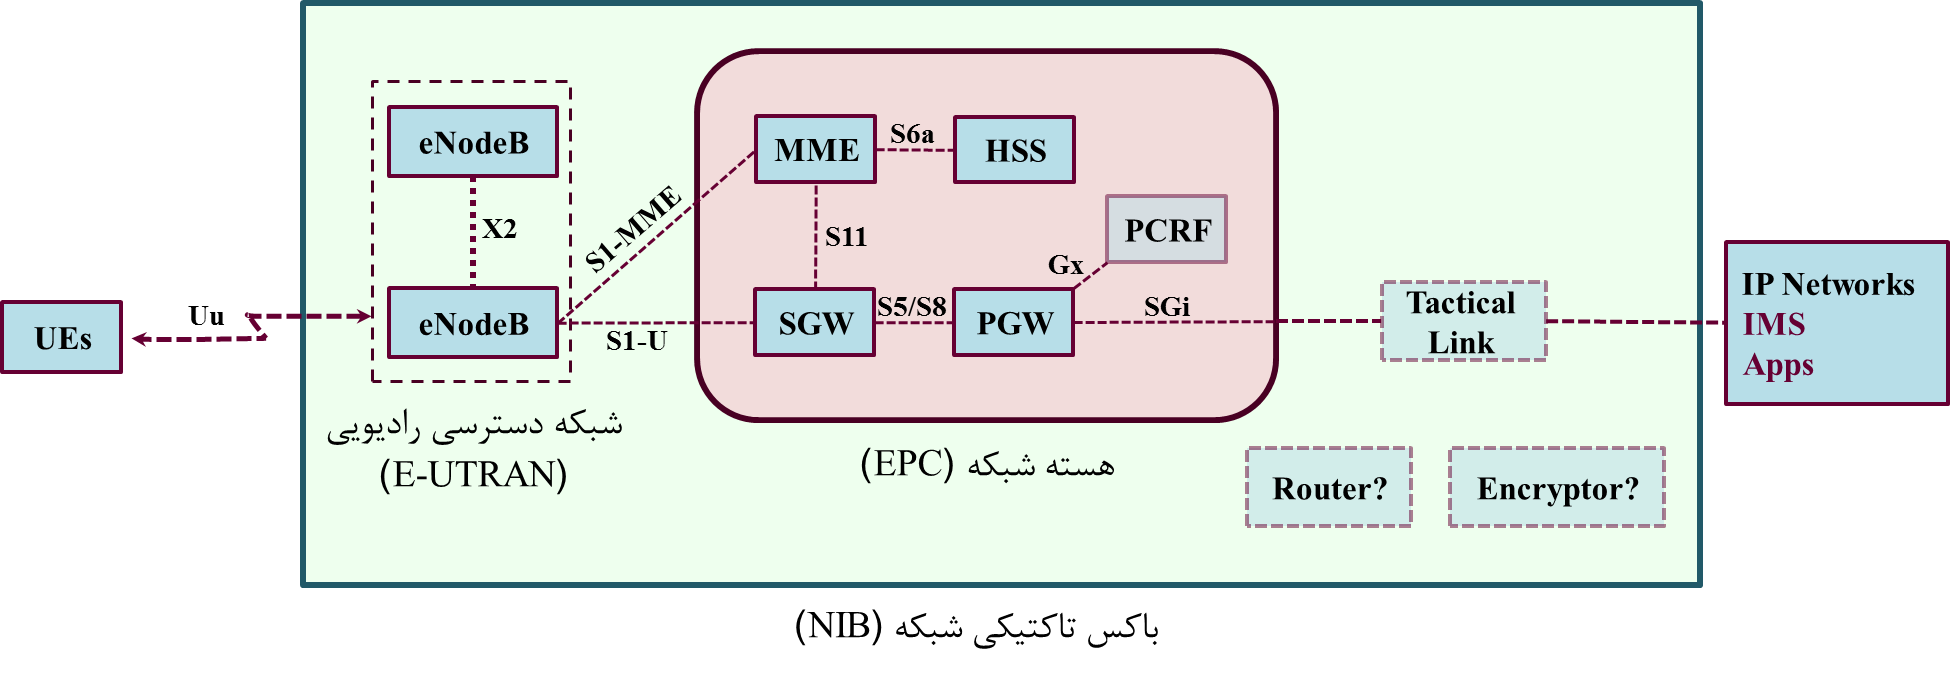 eNodeB
X2
eNodeB
UEs
Uu
S1-MME
S1-U
MME
S6a
HSS
S11
PCRF
Gx
SGW
S5/S8
PGW
SGi
Tactical
Link
IP Networks
IMS
Apps
شبکه دسترسی رادیویی
(E-UTRAN)
هسته شبکه (EPC)
Router?
Encryptor?
باکس تاکتیکی شبکه (NIB)